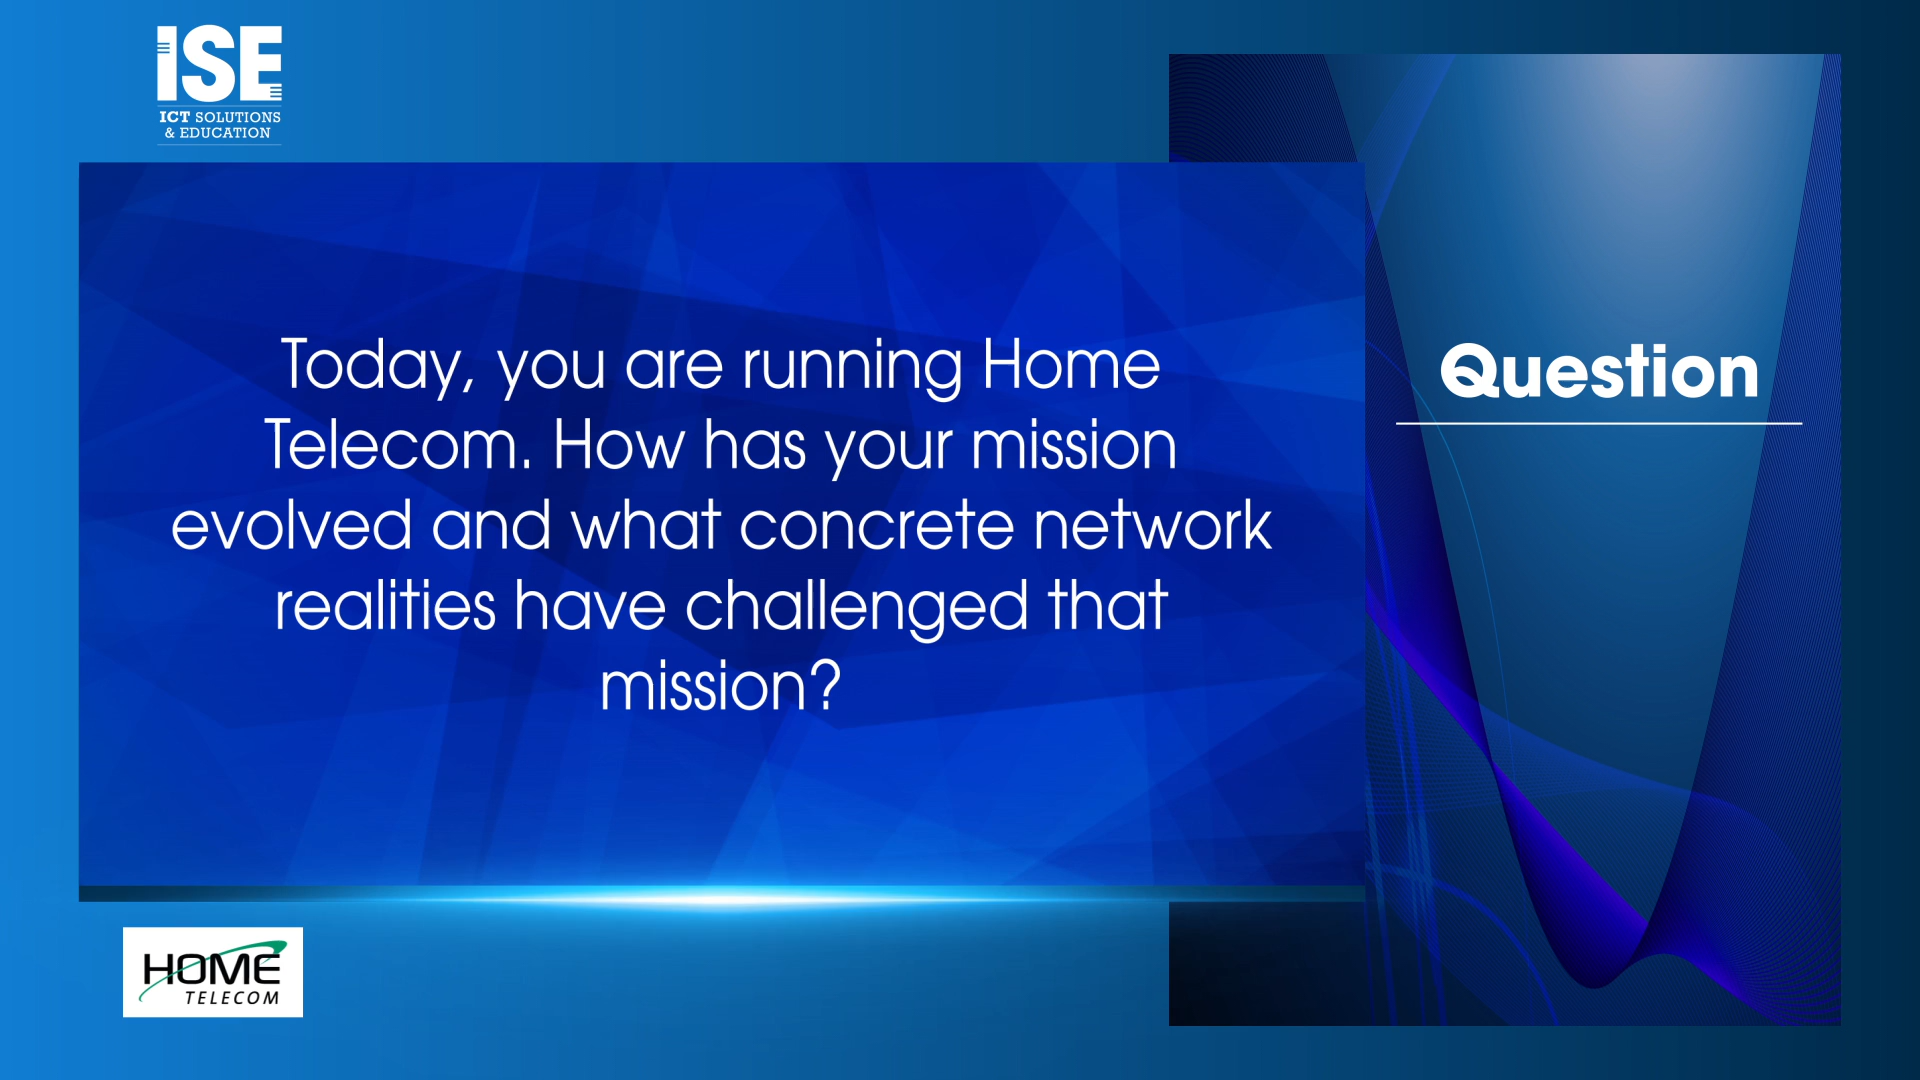 ISE
ICT SOLUTIONS
& EDUCATION
Today, you are running Home
Telecom. How has your mission
evolved and what concrete network
realities have challenged that
mission?
Question
HOME
TELECOM